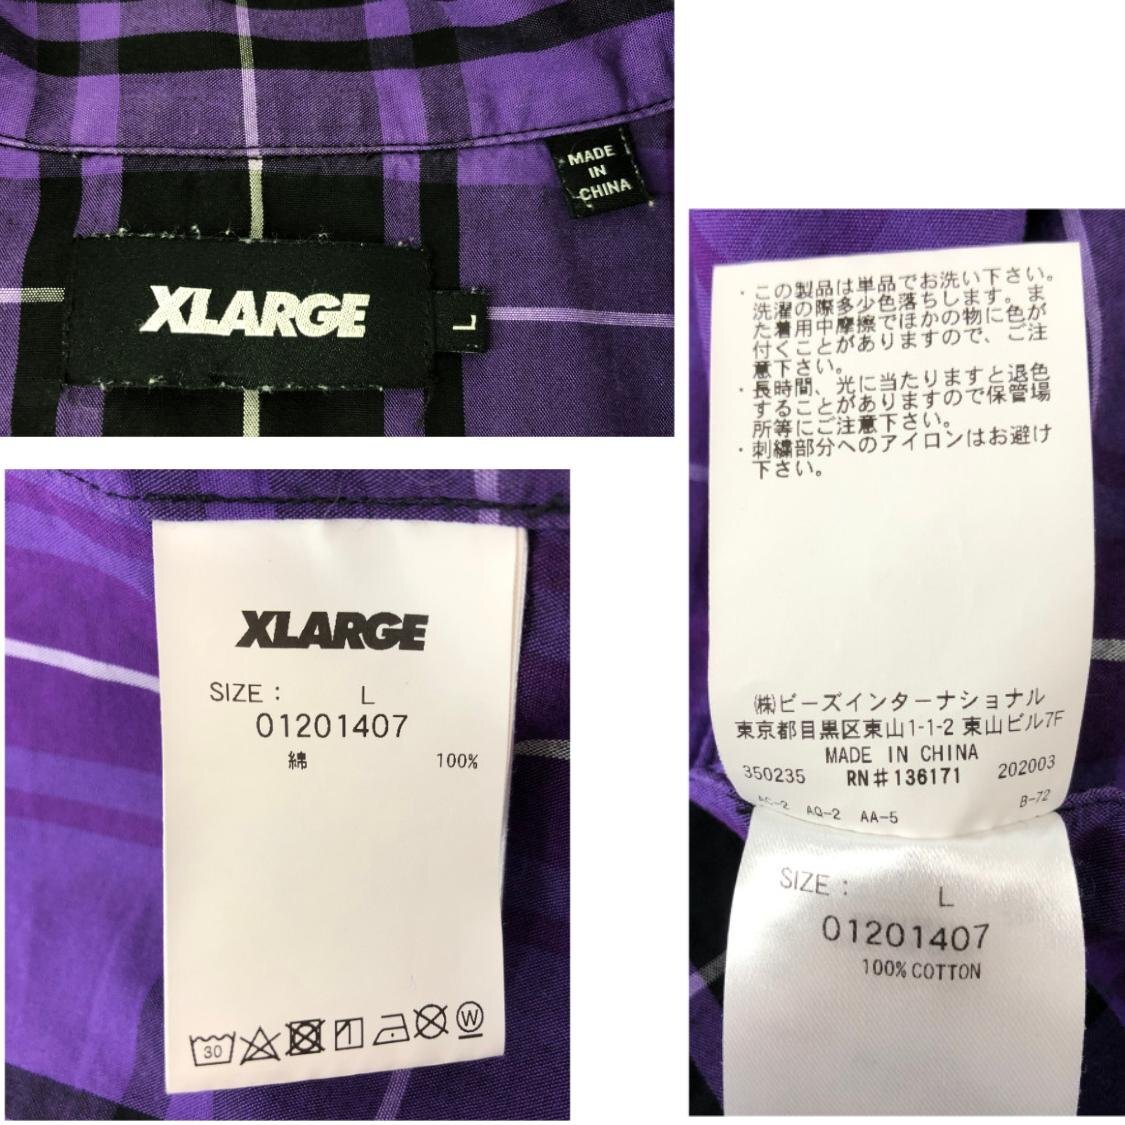 XLARGE
L
MADE
IN
CHINA
XLARGE
SIZE : L
01201407
綿 100%
30
W
・この製品は単品でお洗い下さい。
洗濯の際多少色落ちします。ま
た着用中摩擦でほかの物に色が
付くことがありますので、ご注
意下さい。
・長時間、光に当たりますと退色
することがありますので保管場
所等にご注意下さい。
・刺繍部分へのアイロンはお避け
下さい。
㈱ビーズインターナショナル
東京都目黒区東山1-1-2 東山ビル7F
MADE IN CHINA
350235 RN#136171 202003
AC-2 AQ-2 AA-5 B-72
SIZE : L
01201407
100% COTTON